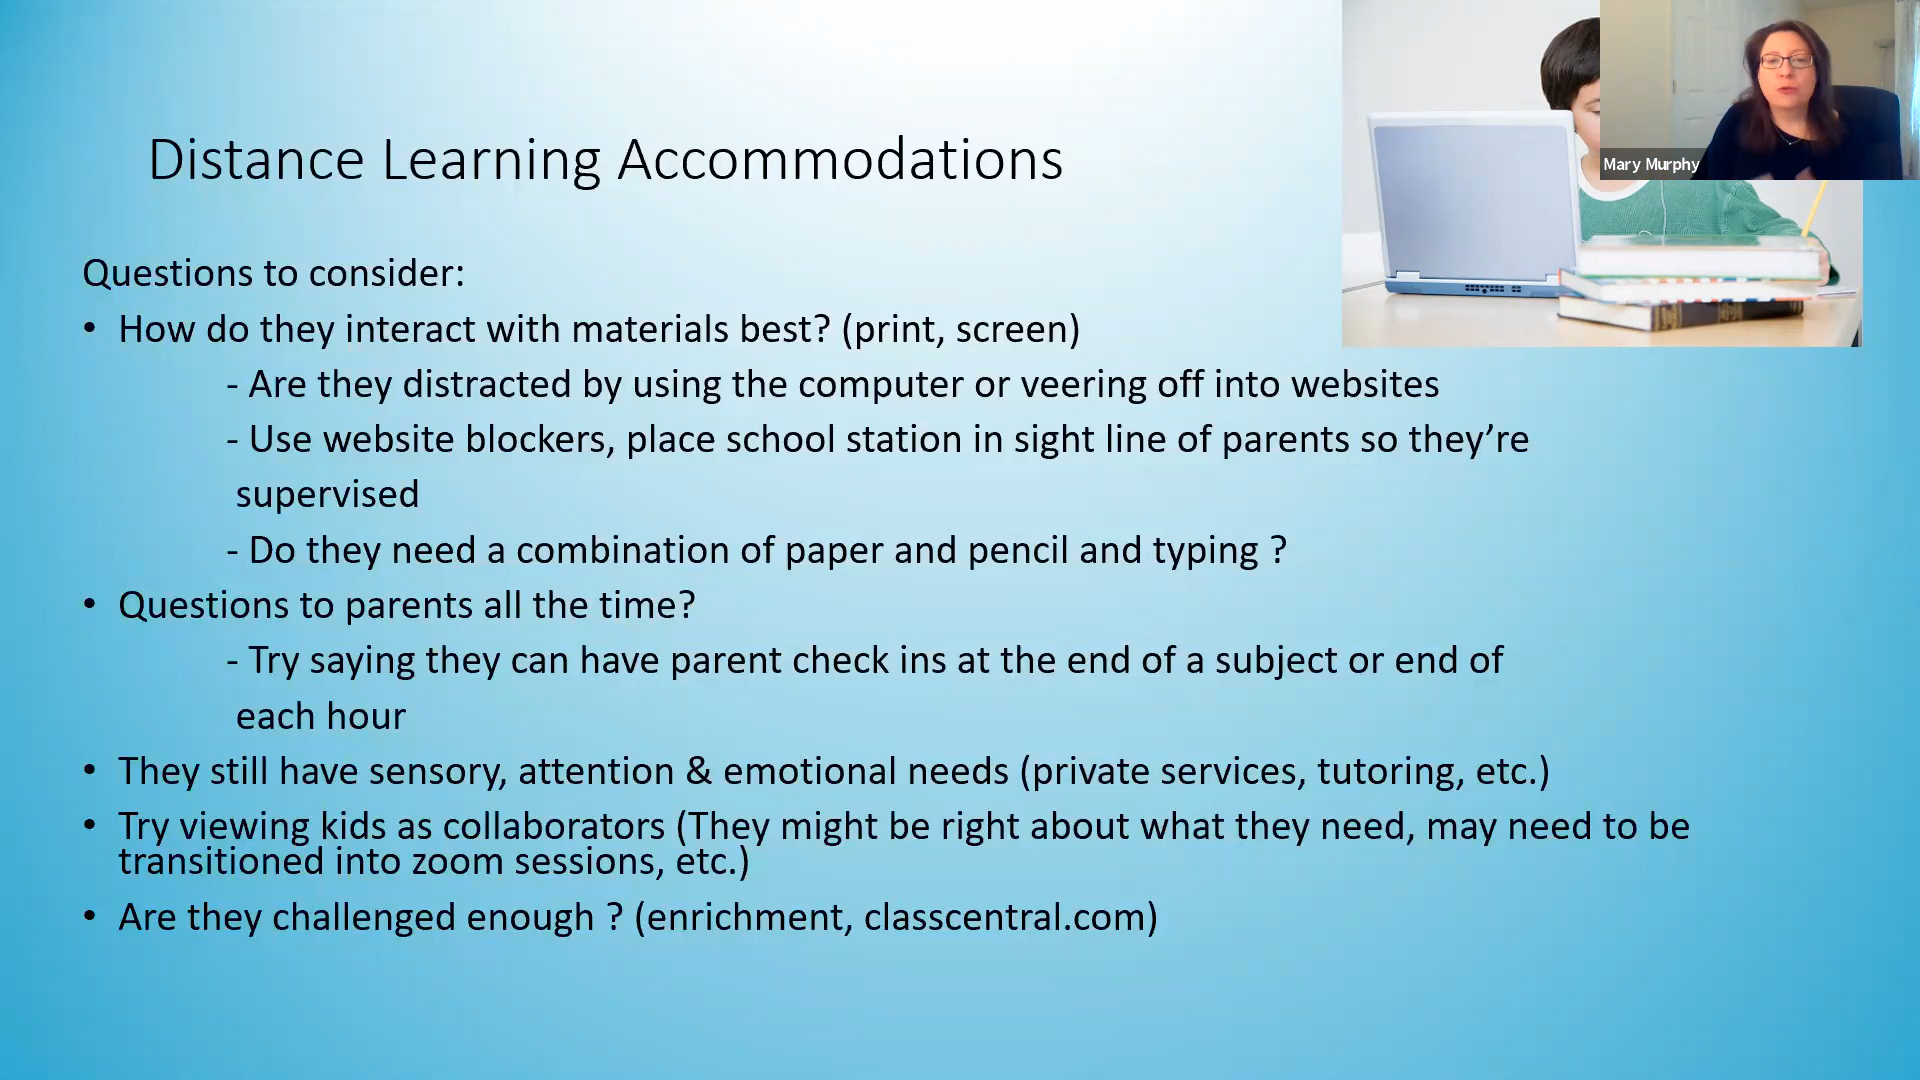 Mary Murphy
Distance Learning Accommodations
Questions to consider:
• How do they interact with materials best? (print, screen)
- Are they distracted by using the computer or veering off into websites
- Use website blockers, place school station in sight line of parents so they’re
supervised
- Do they need a combination of paper and pencil and typing ?
• Questions to parents all the time?
- Try saying they can have parent check ins at the end of a subject or end of
each hour
• They still have sensory, attention & emotional needs (private services, tutoring, etc.)
• Try viewing kids as collaborators (They might be right about what they need, may need to be
transitioned into zoom sessions, etc.)
• Are they challenged enough ? (enrichment, classcentral.com)